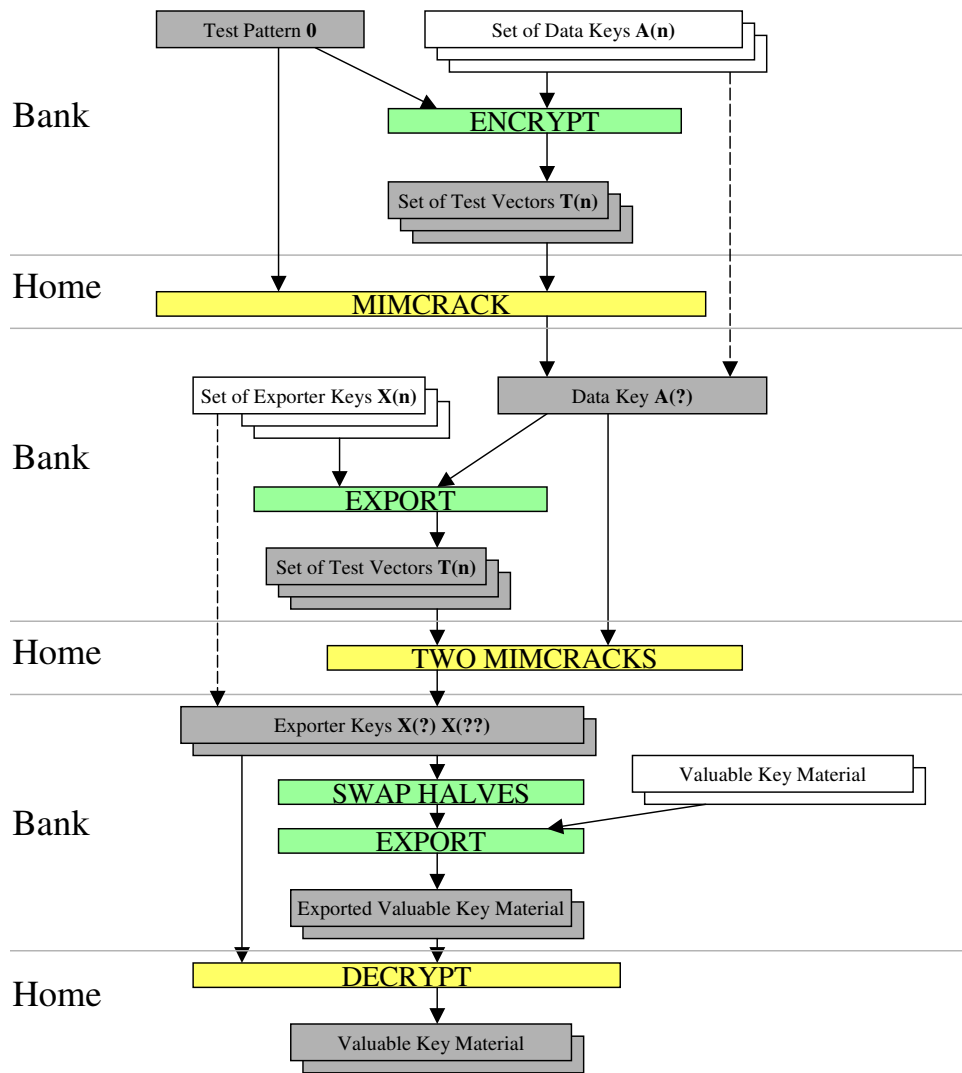 Test Pattern 0
Set of Data Keys A(n)
Bank
ENCRYPT
Set of Test Vectors T(n)
Home
MIMCRACK
Set of Exporter Keys X(n)
Data Key A(?)
Bank
EXPORT
Set of Test Vectors T(n)
Home
TWO MIMCRACKS
Exporter Keys X(?) X(??)
Valuable Key Material
SWAP HALVES
Bank
EXPORT
Exported Valuable Key Material
Home
DECRYPT
Valuable Key Material